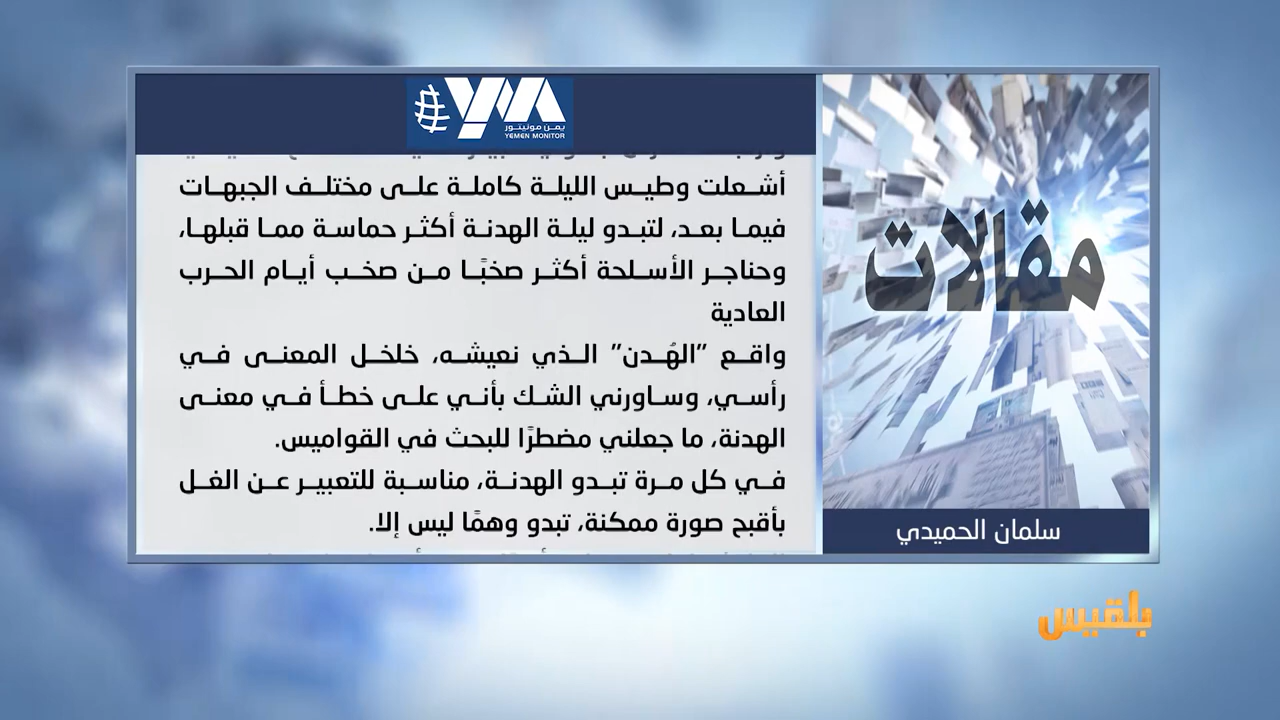 يمن مونيتور
YEMEN MONITOR
أشعلت وطيس الليلة كاملة على مختلف الجبهات
فيما بعد، لتبدو ليلة الهدنة أكثر حماسة مما قبلها،
وحناجر الأسلحة أكثر صخبًا من صخب أيام الحرب
العادية
واقع "الهُدن" الذي نعيشه، خلخل المعنى في
رأسي، وساورني الشك بأني على خطأ في معنى
الهدنة، ما جعلني مضطرًا للبحث في القواميس.
في كل مرة تبدو الهدنة، مناسبة للتعبير عن الغل
بأقبح صورة ممكنة، تبدو وهمًا ليس إلا.
مقالات
سلمان الحميدي
بلقيس